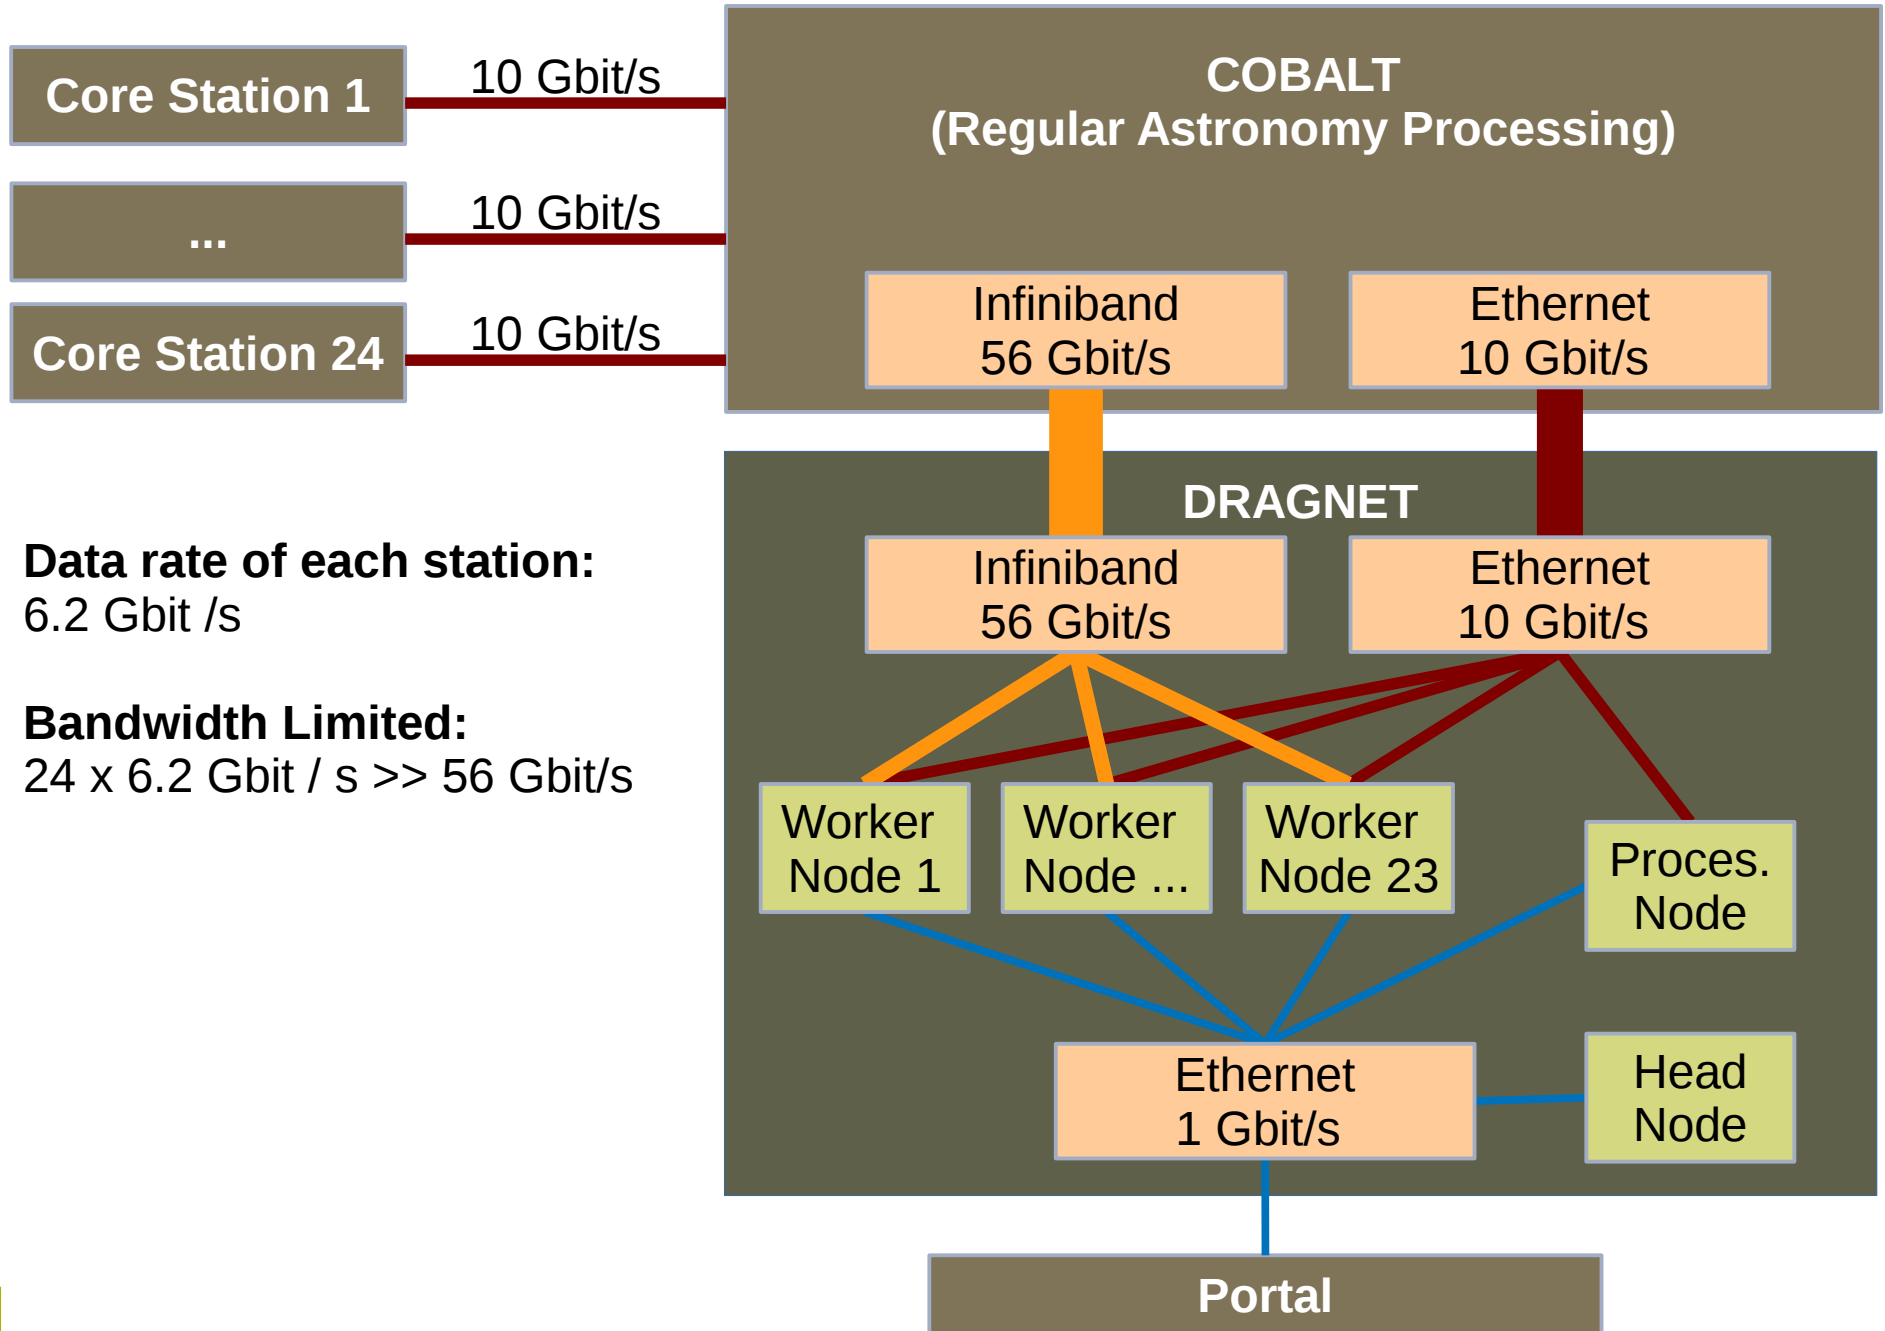 Core Station 1
10 Gbit/s
...
10 Gbit/s
Core Station 24
10 Gbit/s
COBALT
(Regular Astronomy Processing)
Infiniband
56 Gbit/s
Ethernet
10 Gbit/s
Data rate of each station:
6.2 Gbit /s
Bandwidth Limited:
24 x 6.2 Gbit / s >> 56 Gbit/s
DRAGNET
Infiniband
56 Gbit/s
Ethernet
10 Gbit/s
Worker
Node 1
Worker
Node ...
Worker
Node 23
Proces.
Node
Ethernet
1 Gbit/s
Head
Node
Portal